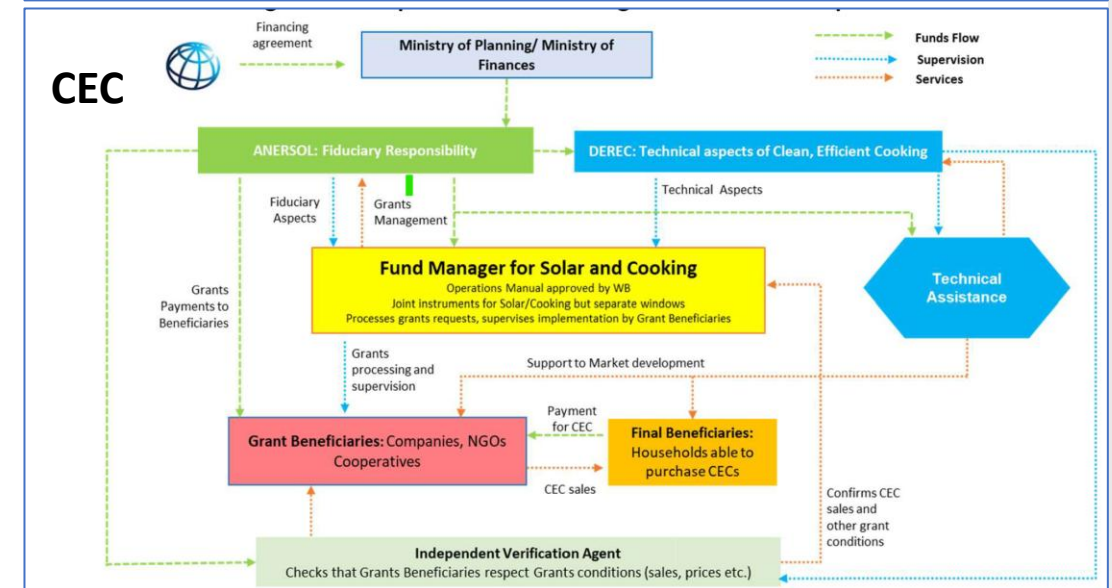 Financing
agreement
Ministry of Planning/ Ministry of
Finances
Funds Flow
Supervision
Services
CEC
ANERSOL: Fiduciary Responsibility
DEREC: Technical aspects of Clean, Efficient Cooking
Fiduciary
Aspects
Grants
Management
Technical Aspects
Fund Manager for Solar and Cooking
Operations Manual approved by WB
Joint instruments for Solar/Cooking but separate windows
Processes grants requests, supervises implementation by Grant Beneficiaries
Technical
Assistance
Grants
Payments to
Beneficiaries
Grants
processing and
supervision
Support to Market development
Grant Beneficiaries: Companies, NGOs
Cooperatives
Payment
for CEC
CEC sales
Final Beneficiaries:
Households able to
purchase CECs
Confirms CEC
sales and
other grant
conditions
Independent Verification Agent
Checks that Grants Beneficiaries respect Grants conditions (sales, prices etc.)